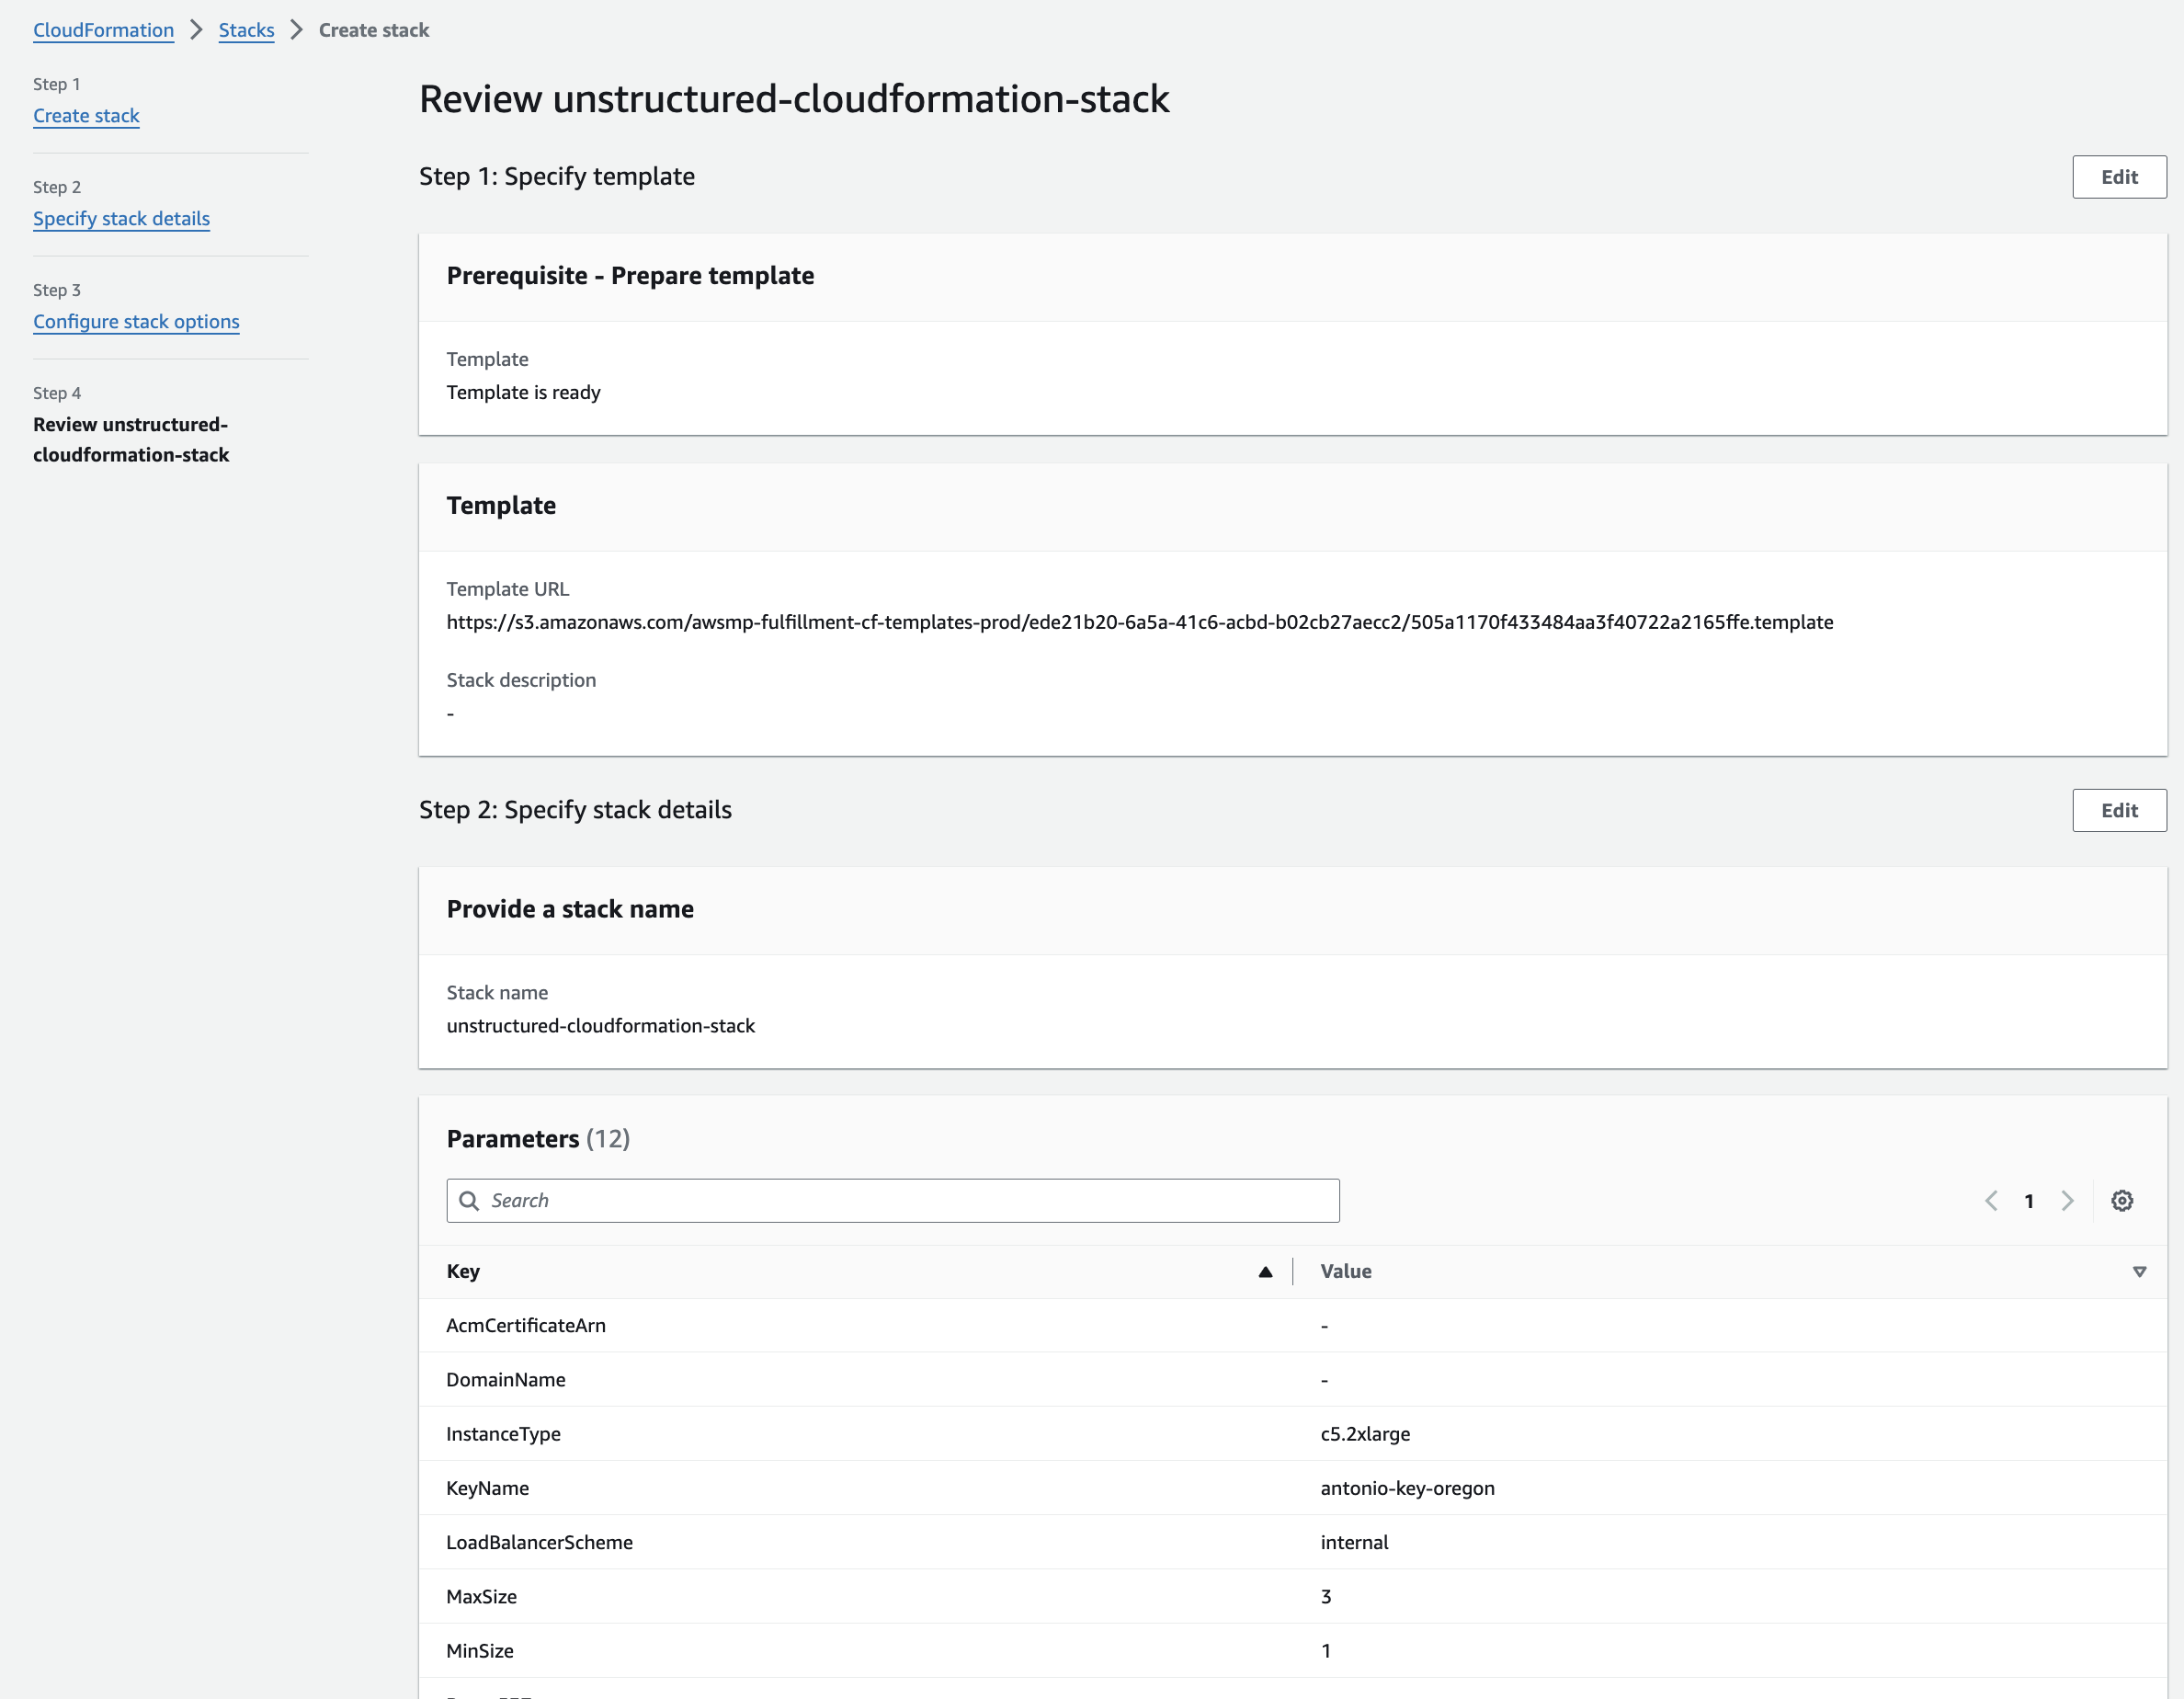 CloudFormation > Stacks > Create stack
Step 1
Create stack
Step 2
Specify stack details
Step 3
Configure stack options
Step 4
Review unstructured-
cloudformation-stack
Review unstructured-cloudformation-stack
Step 1: Specify template
Edit
Prerequisite - Prepare template
Template
Template is ready
Template
Template URL
https://s3.amazonaws.com/awsmp-fulfillment-cf-templates-prod/ede21b20-6a5a-41c6-acbd-b02cb27aecc2/505a1170f433484aa3f40722a2165ffe.template
Stack description
-
Step 2: Specify stack details
Edit
Provide a stack name
Stack name
unstructured-cloudformation-stack
Parameters (12)
Search
1
Key Value
AcmCertificateArn -
DomainName -
InstanceType c5.2xlarge
KeyName antonio-key-oregon
LoadBalancerScheme internal
MaxSize 3
MinSize 1